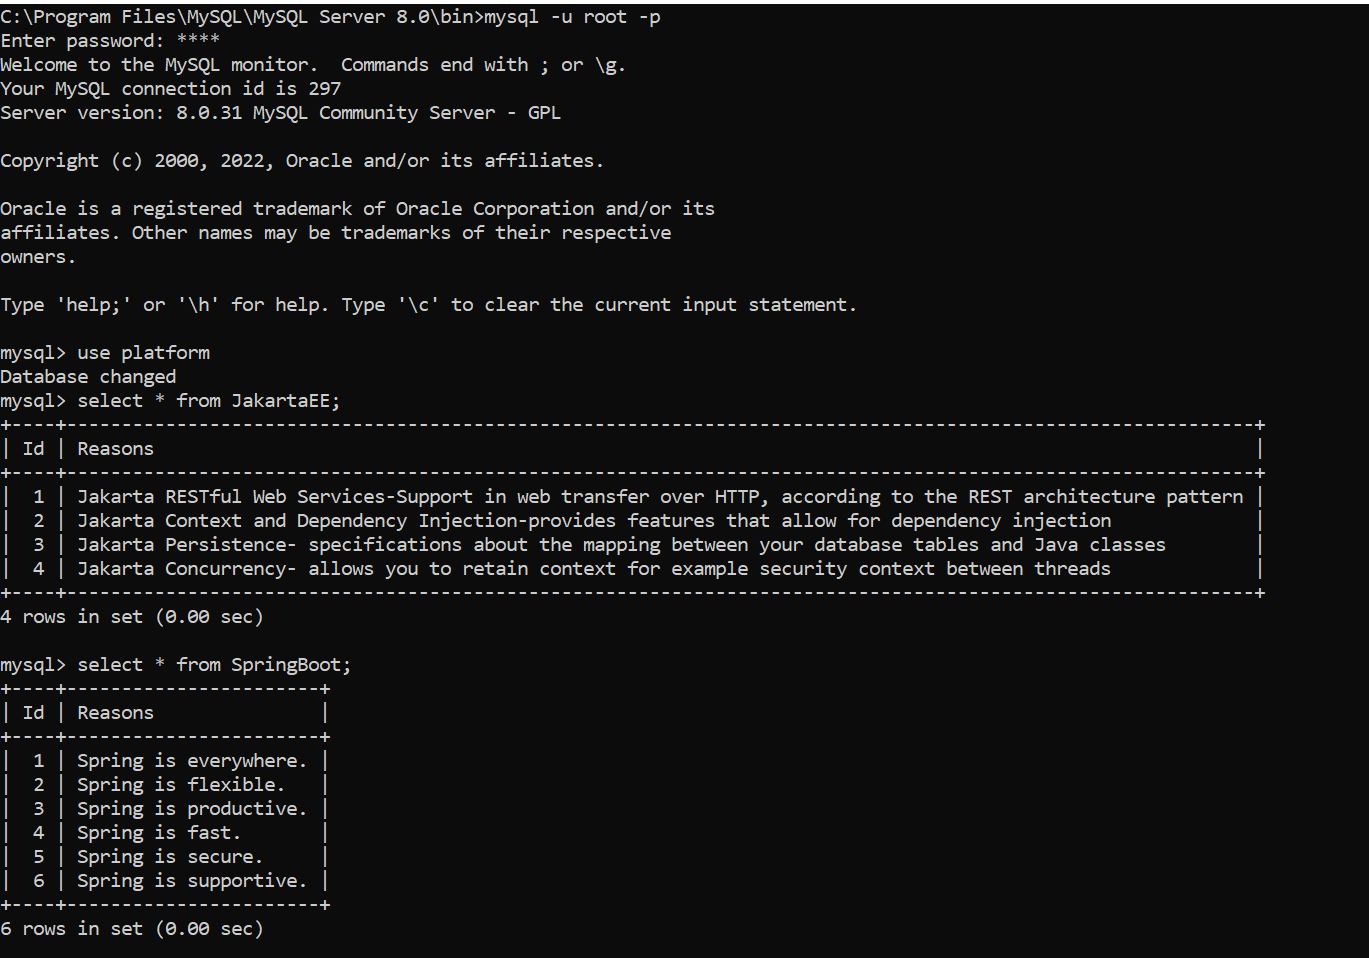 C:\Program Files\MySQL\MySQL Server 8.0\bin>mysql -u root -p
Enter password: ****
Welcome to the MySQL monitor.  Commands end with ; or \g.
Your MySQL connection id is 297
Server version: 8.0.31 MySQL Community Server - GPL

Copyright (c) 2000, 2022, Oracle and/or its affiliates.

Oracle is a registered trademark of Oracle Corporation and/or its
affiliates. Other names may be trademarks of their respective
owners.

Type 'help;' or '\h' for help. Type '\c' to clear the current input statement.

mysql> use platform
Database changed
mysql> select * from JakartaEE;
+----+------------------------------------------------------------------------------------------------------------+
| Id | Reasons                                                                                                    |
+----+------------------------------------------------------------------------------------------------------------+
|  1 | Jakarta RESTful Web Services-Support in web transfer over HTTP, according to the REST architecture pattern |
|  2 | Jakarta Context and Dependency Injection-provides features that allow for dependency injection             |
|  3 | Jakarta Persistence- specifications about the mapping between your database tables and Java classes        |
|  4 | Jakarta Concurrency- allows you to retain context for example security context between threads             |
+----+------------------------------------------------------------------------------------------------------------+
4 rows in set (0.00 sec)

mysql> select * from SpringBoot;
+----+-----------------------+
| Id | Reasons               |
+----+-----------------------+
|  1 | Spring is everywhere. |
|  2 | Spring is flexible.   |
|  3 | Spring is productive. |
|  4 | Spring is fast.       |
|  5 | Spring is secure.     |
|  6 | Spring is supportive. |
+----+-----------------------+
6 rows in set (0.00 sec)